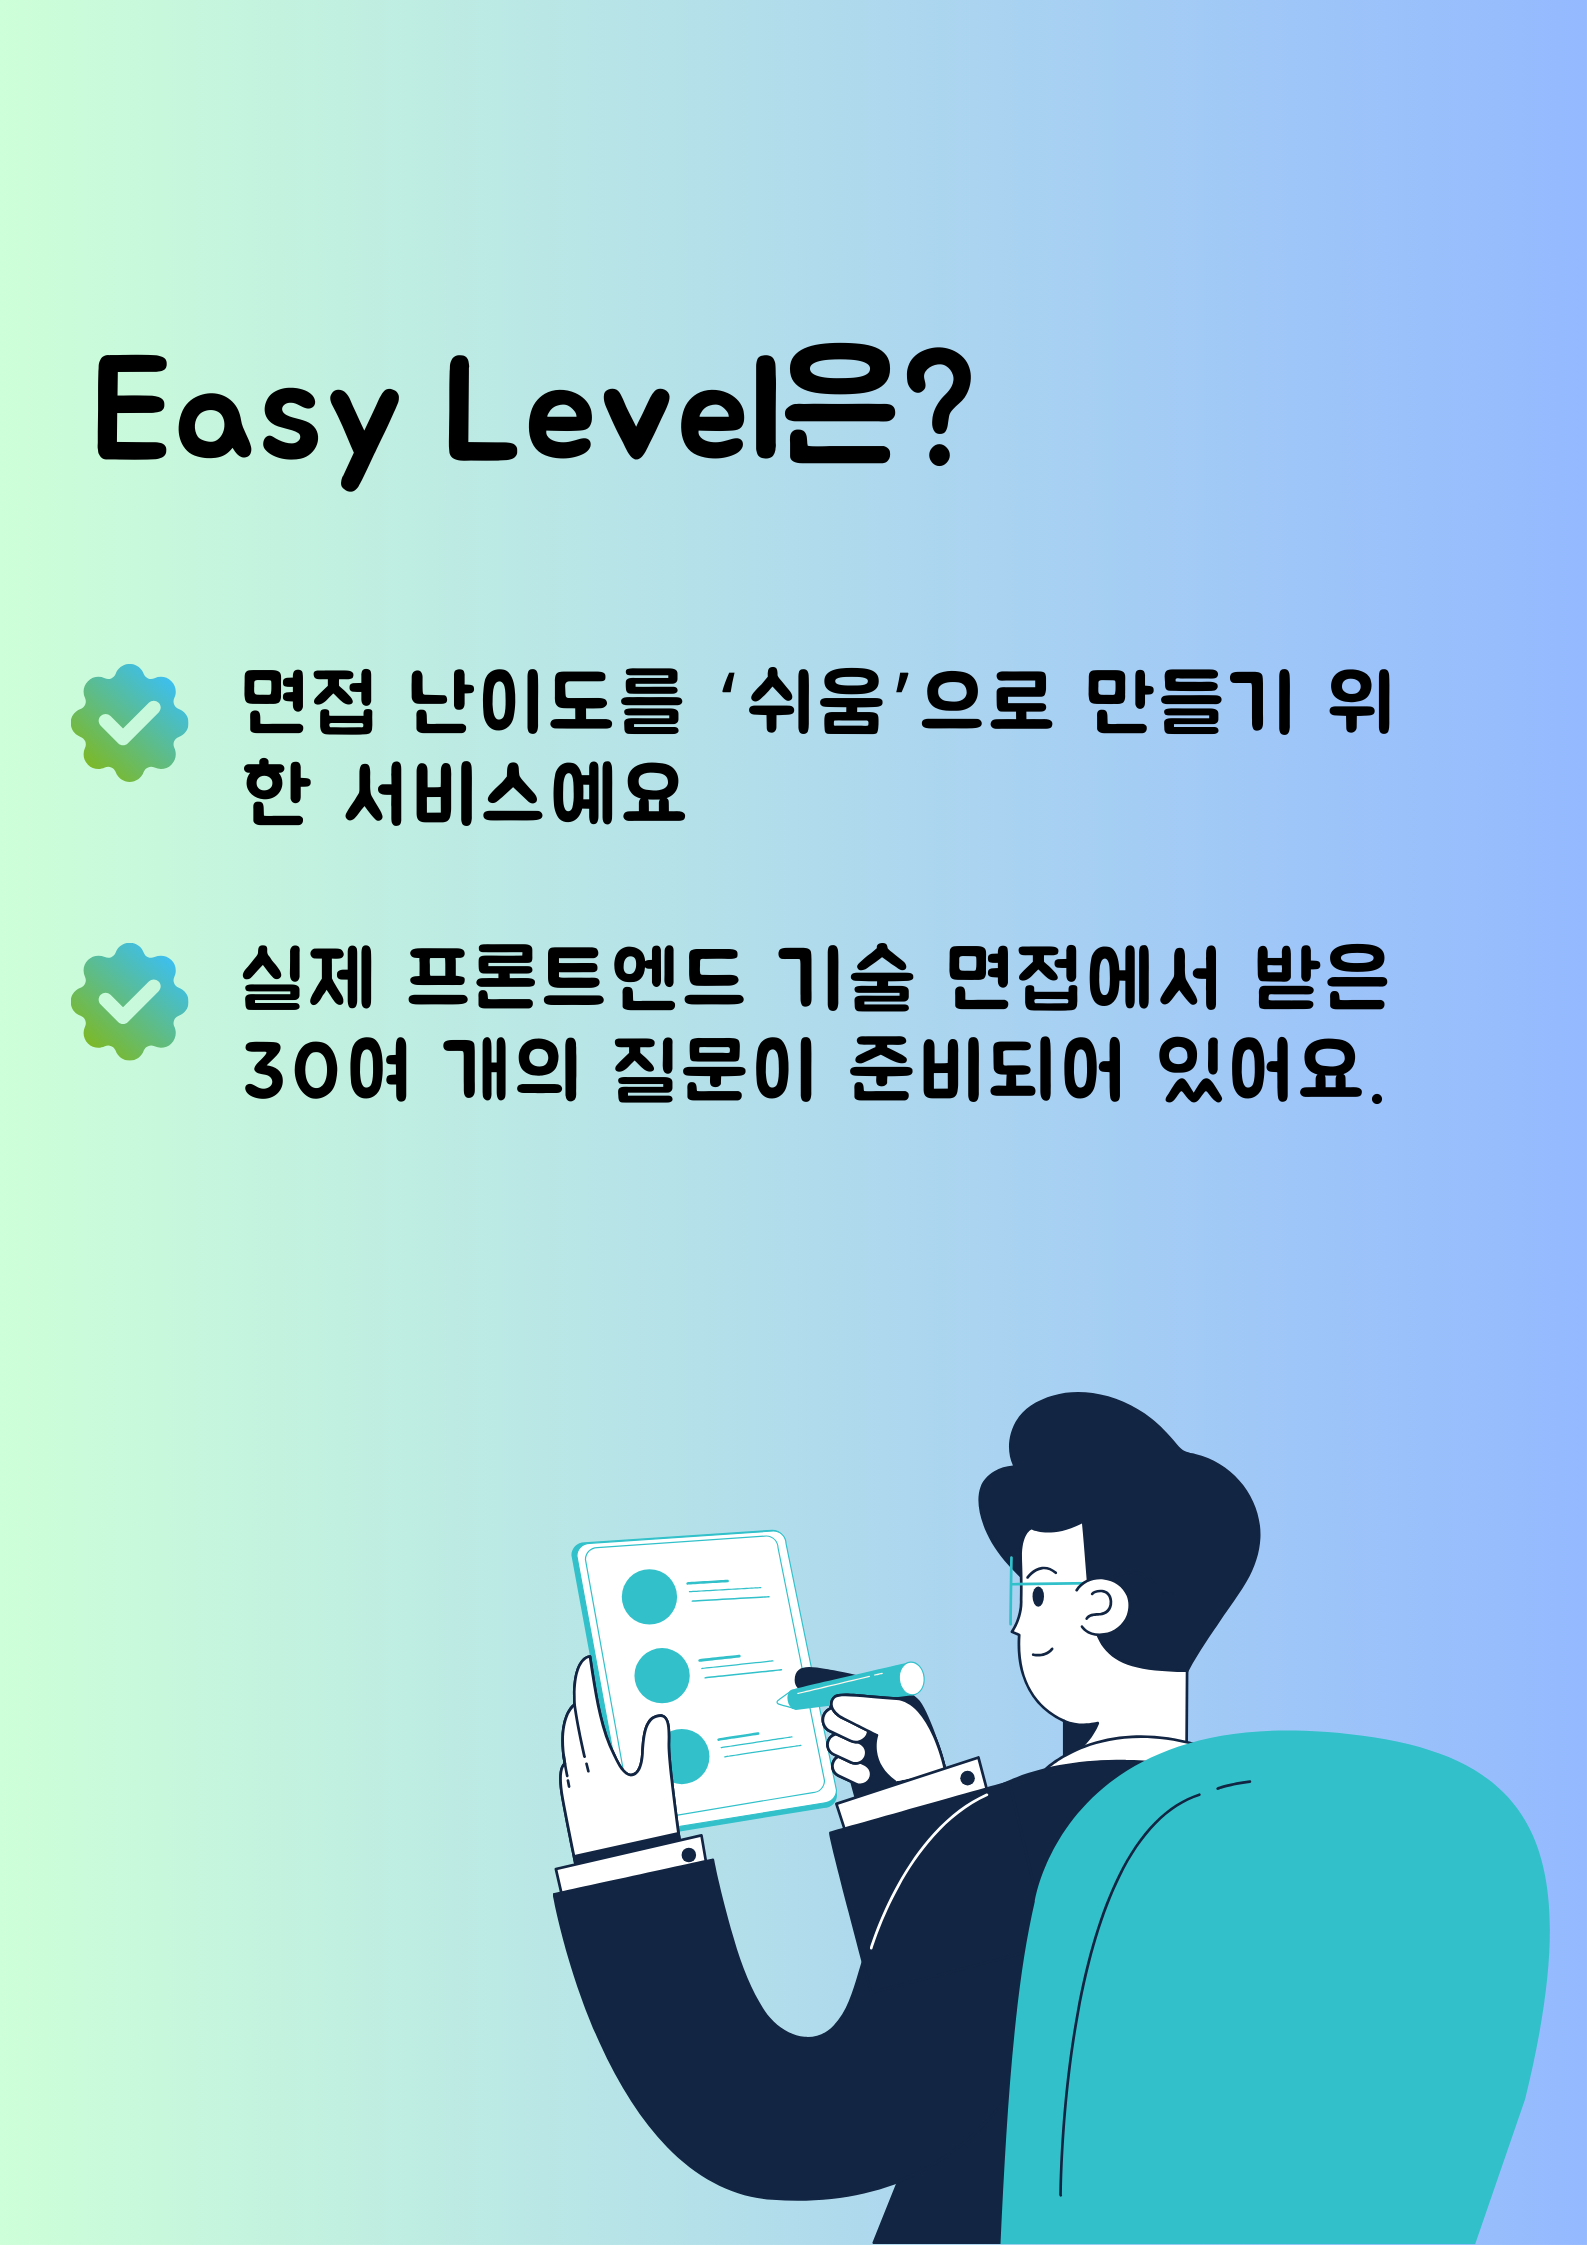 Easy Level은?
면접 난이도를 ‘쉬움’으로 만들기 위
한 서비스예요
실제 프론트엔드 기술 면접에서 받은
30여 개의 질문이 준비되어 있어요.